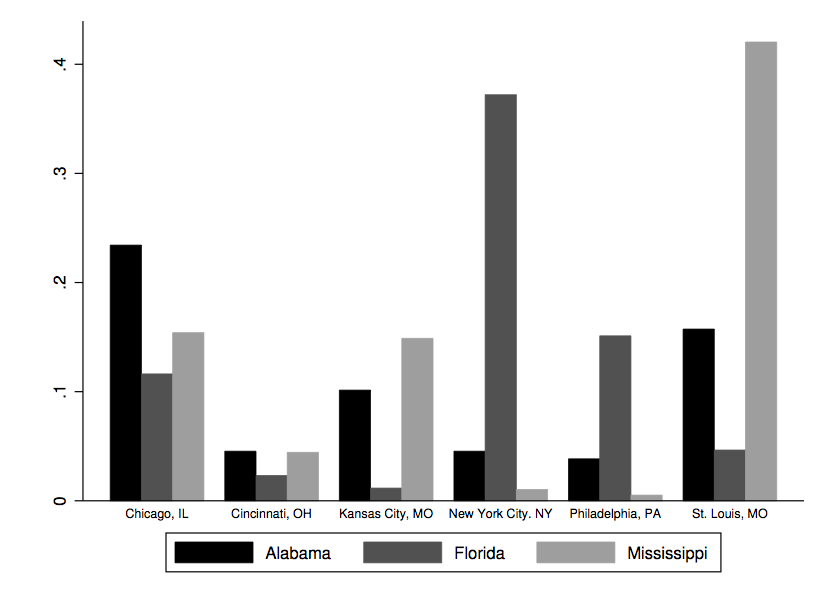 .4
.3
.2
.1
0
Chicago, IL Cincinnati, OH Kansas City, MO New York City. NY Philadelphia, PA St. Louis, MO
Alabama Florida Mississippi